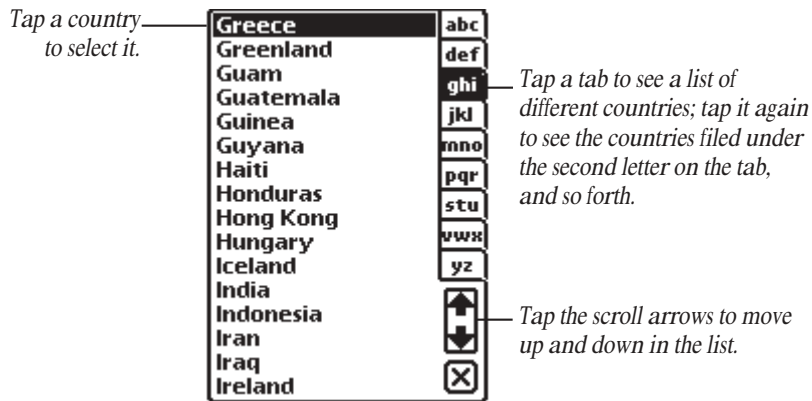 Tap a country
to select it.
Greece
Greenland
Guam
Guatemala
Guinea
Guyana
Haiti
Honduras
Hong Kong
Hungary
Iceland
India
Indonesia
Iran
Iraq
Ireland
abc
def
ghi
jkl
mno
pqr
stu
vwx
yz
Tap a tab to see a list of
different countries; tap it again
to see the countries filed under
the second letter on the tab,
and so forth.
Tap the scroll arrows to move
up and down in the list.